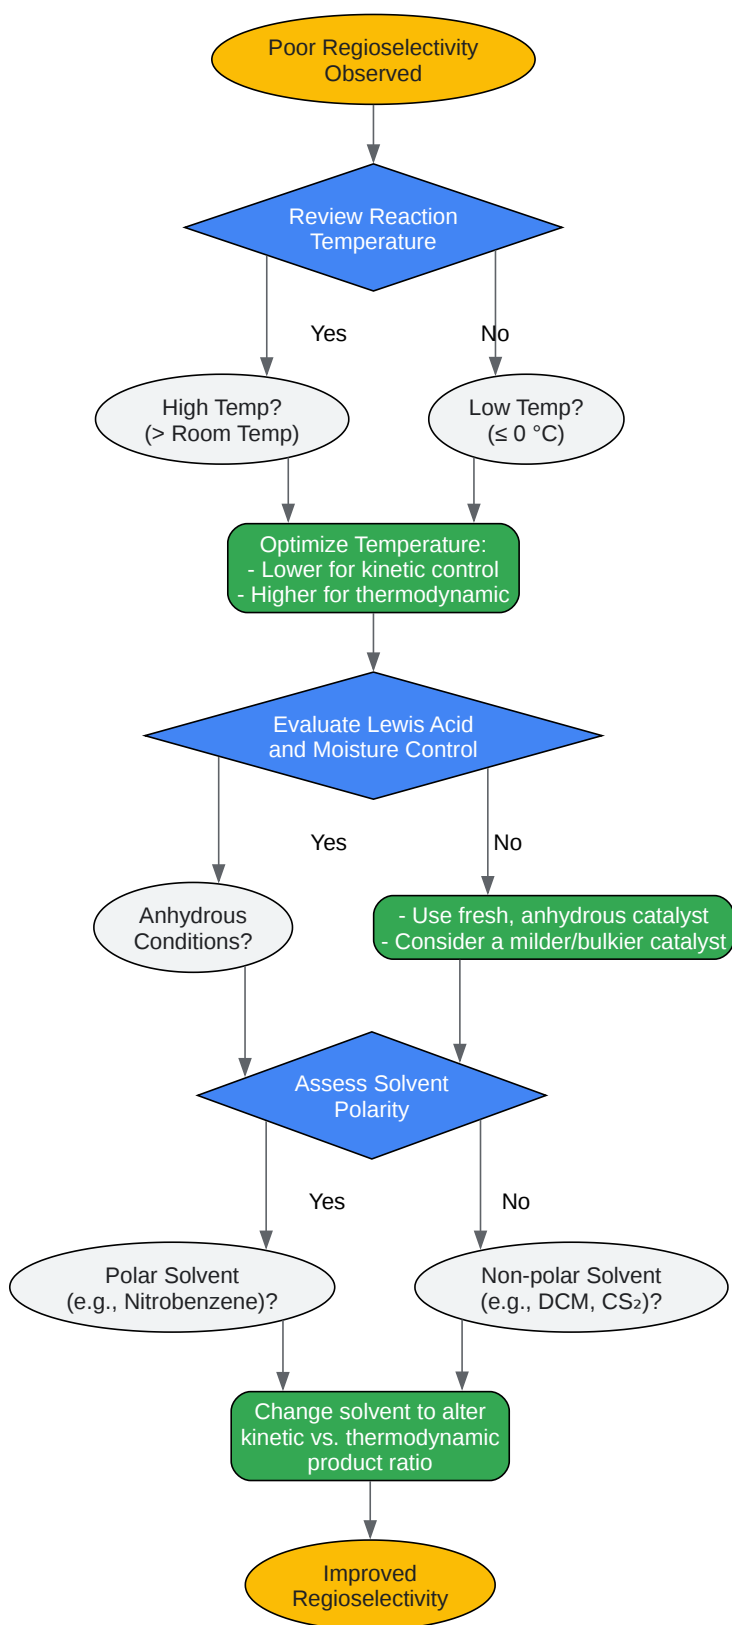 Poor Regioselectivity
Observed
Review Reaction
Temperature
Yes
No
High Temp?
(> Room Temp)
Low Temp?
(≤ 0 °C)
Optimize Temperature:
- Lower for kinetic control
- Higher for thermodynamic
Evaluate Lewis Acid
and Moisture Control
Yes
No
Anhydrous
Conditions?
- Use fresh, anhydrous catalyst
- Consider a milder/bulkier catalyst
Assess Solvent
Polarity
Yes
No
Polar Solvent
(e.g., Nitrobenzene)?
Non-polar Solvent
(e.g., DCM, CS₂)?
Change solvent to alter
kinetic vs. thermodynamic
product ratio
Improved
Regioselectivity